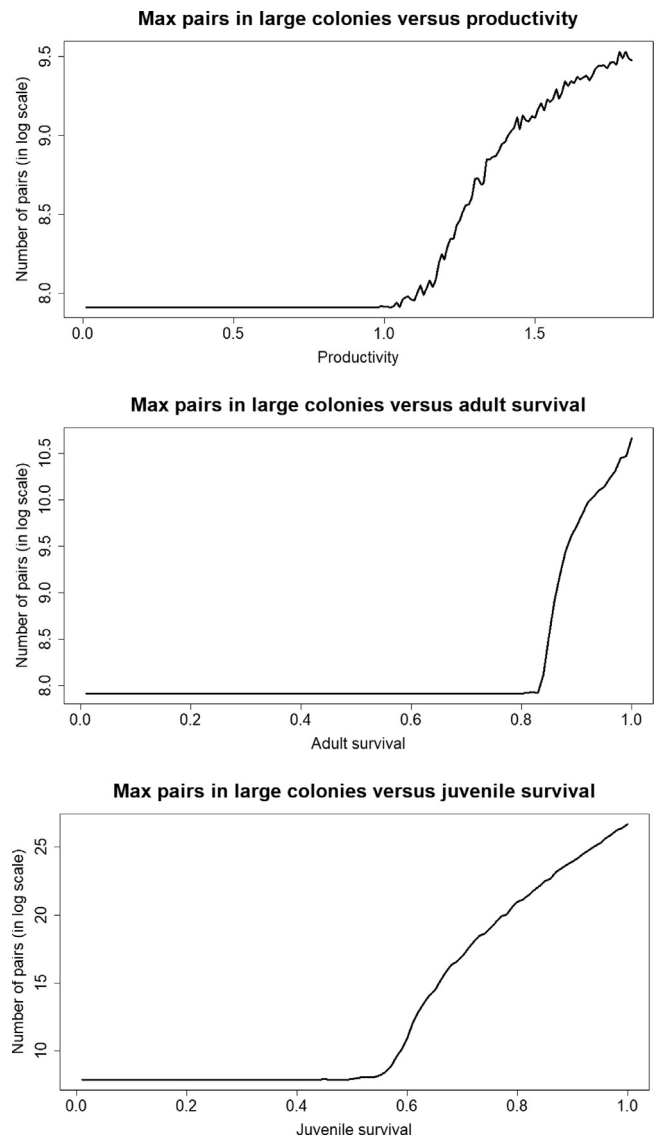 Max pairs in large colonies versus productivity
Number of pairs (in log scale)
9.5
9.0
8.5
8.0
0.0 0.5 1.0 1.5
Productivity
Max pairs in large colonies versus adult survival
Number of pairs (in log scale)
10.5
10.0
9.5
9.0
8.5
8.0
0.0 0.2 0.4 0.6 0.8 1.0
Adult survival
Max pairs in large colonies versus juvenile survival
Number of pairs (in log scale)
25
20
15
10
0.0 0.2 0.4 0.6 0.8 1.0
Juvenile survival